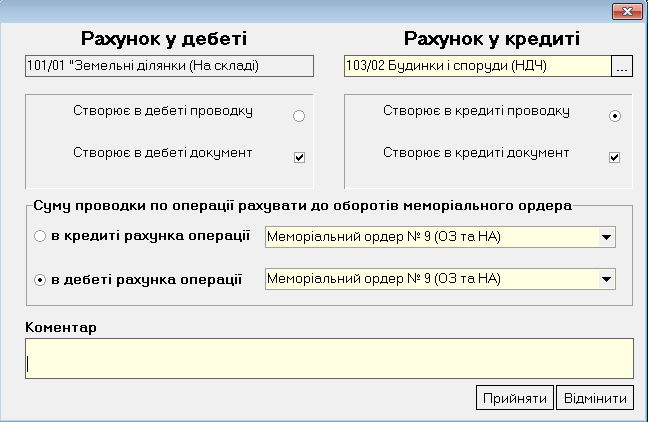 Рахунок у дебеті
Рахунок у кредиті
101/01 "Земельні ділянки (На складі)
103/02 Будинки і споруди (НДЧ)
...
Створює в дебеті проводку
Створює в кредиті проводку
Створює в дебеті документ
Створює в кредиті документ
Суму проводки по операції рахувати до оборотів меморіального ордера
в кредиті рахунка операції
Меморіальний ордер № 9 (ОЗ та НА)
в дебеті рахунка операції
Меморіальний ордер № 9 (ОЗ та НА)
Коментар
Прийняти
Відмінити